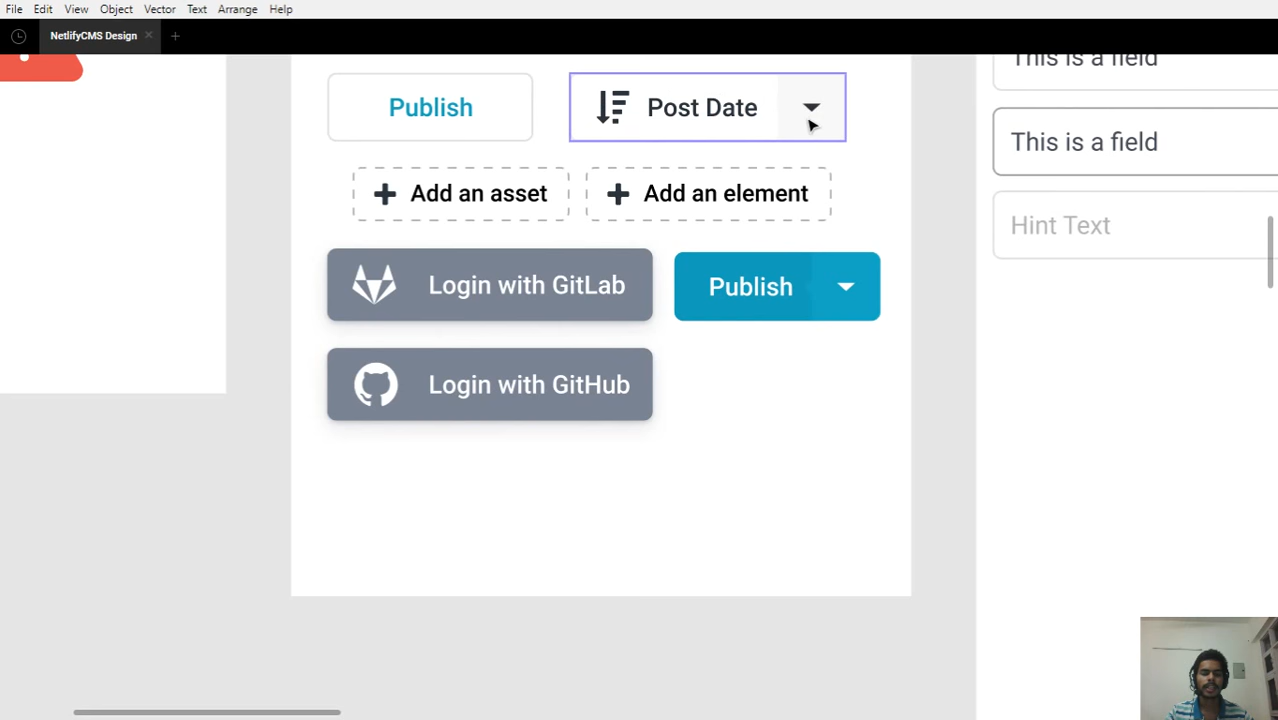 File Edit View Object Vector Text Arrange Help
NetlifyCMS Design
This is a field
Publish
Post Date
This is a field
Add an asset
Add an element
Hint Text
Login with GitLab
Publish
Login with GitHub